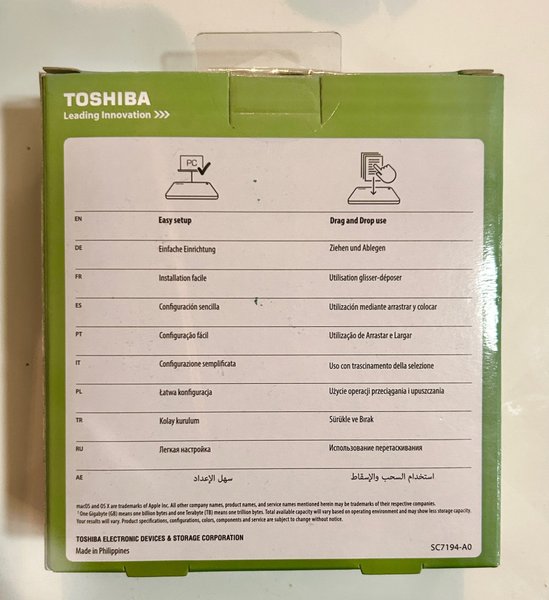 TOSHIBA
Leading Innovation >>>
PC
EN Easy setup Drag and Drop use
DE Einfache Einrichtung Ziehen und Ablegen
FR Installation facile Utilisation glisser-déposer
ES Configuración sencilla Utilización mediante arrastrar y colocar
PT Configuração fácil Utilização de Arrastar e Largar
IT Configurazione semplificata Uso con trascinamento della selezione
PL Łatwa konfiguracja Użycie operacji przeciągania i upuszczania
TR Kolay kurulum Sürükle ve Bırak
RU Легкая настройка Использование перетаскивания
AE سهل الإعداد استخدام السحب والإسقاط
macOS and OS X are trademarks of Apple Inc. All other company names, product names, and service names mentioned herein may be trademarks of their respective companies.
¹ One Gigabyte (GB) means one billion bytes and one Terabyte (TB) means one trillion bytes. Total available capacity will vary based on operating environment and may show less storage capacity.
Your results will vary. Product specifications, configurations, colors, components and service are subject to change without notice.
TOSHIBA ELECTRONIC DEVICES & STORAGE CORPORATION
Made in Philippines SC7194-A0